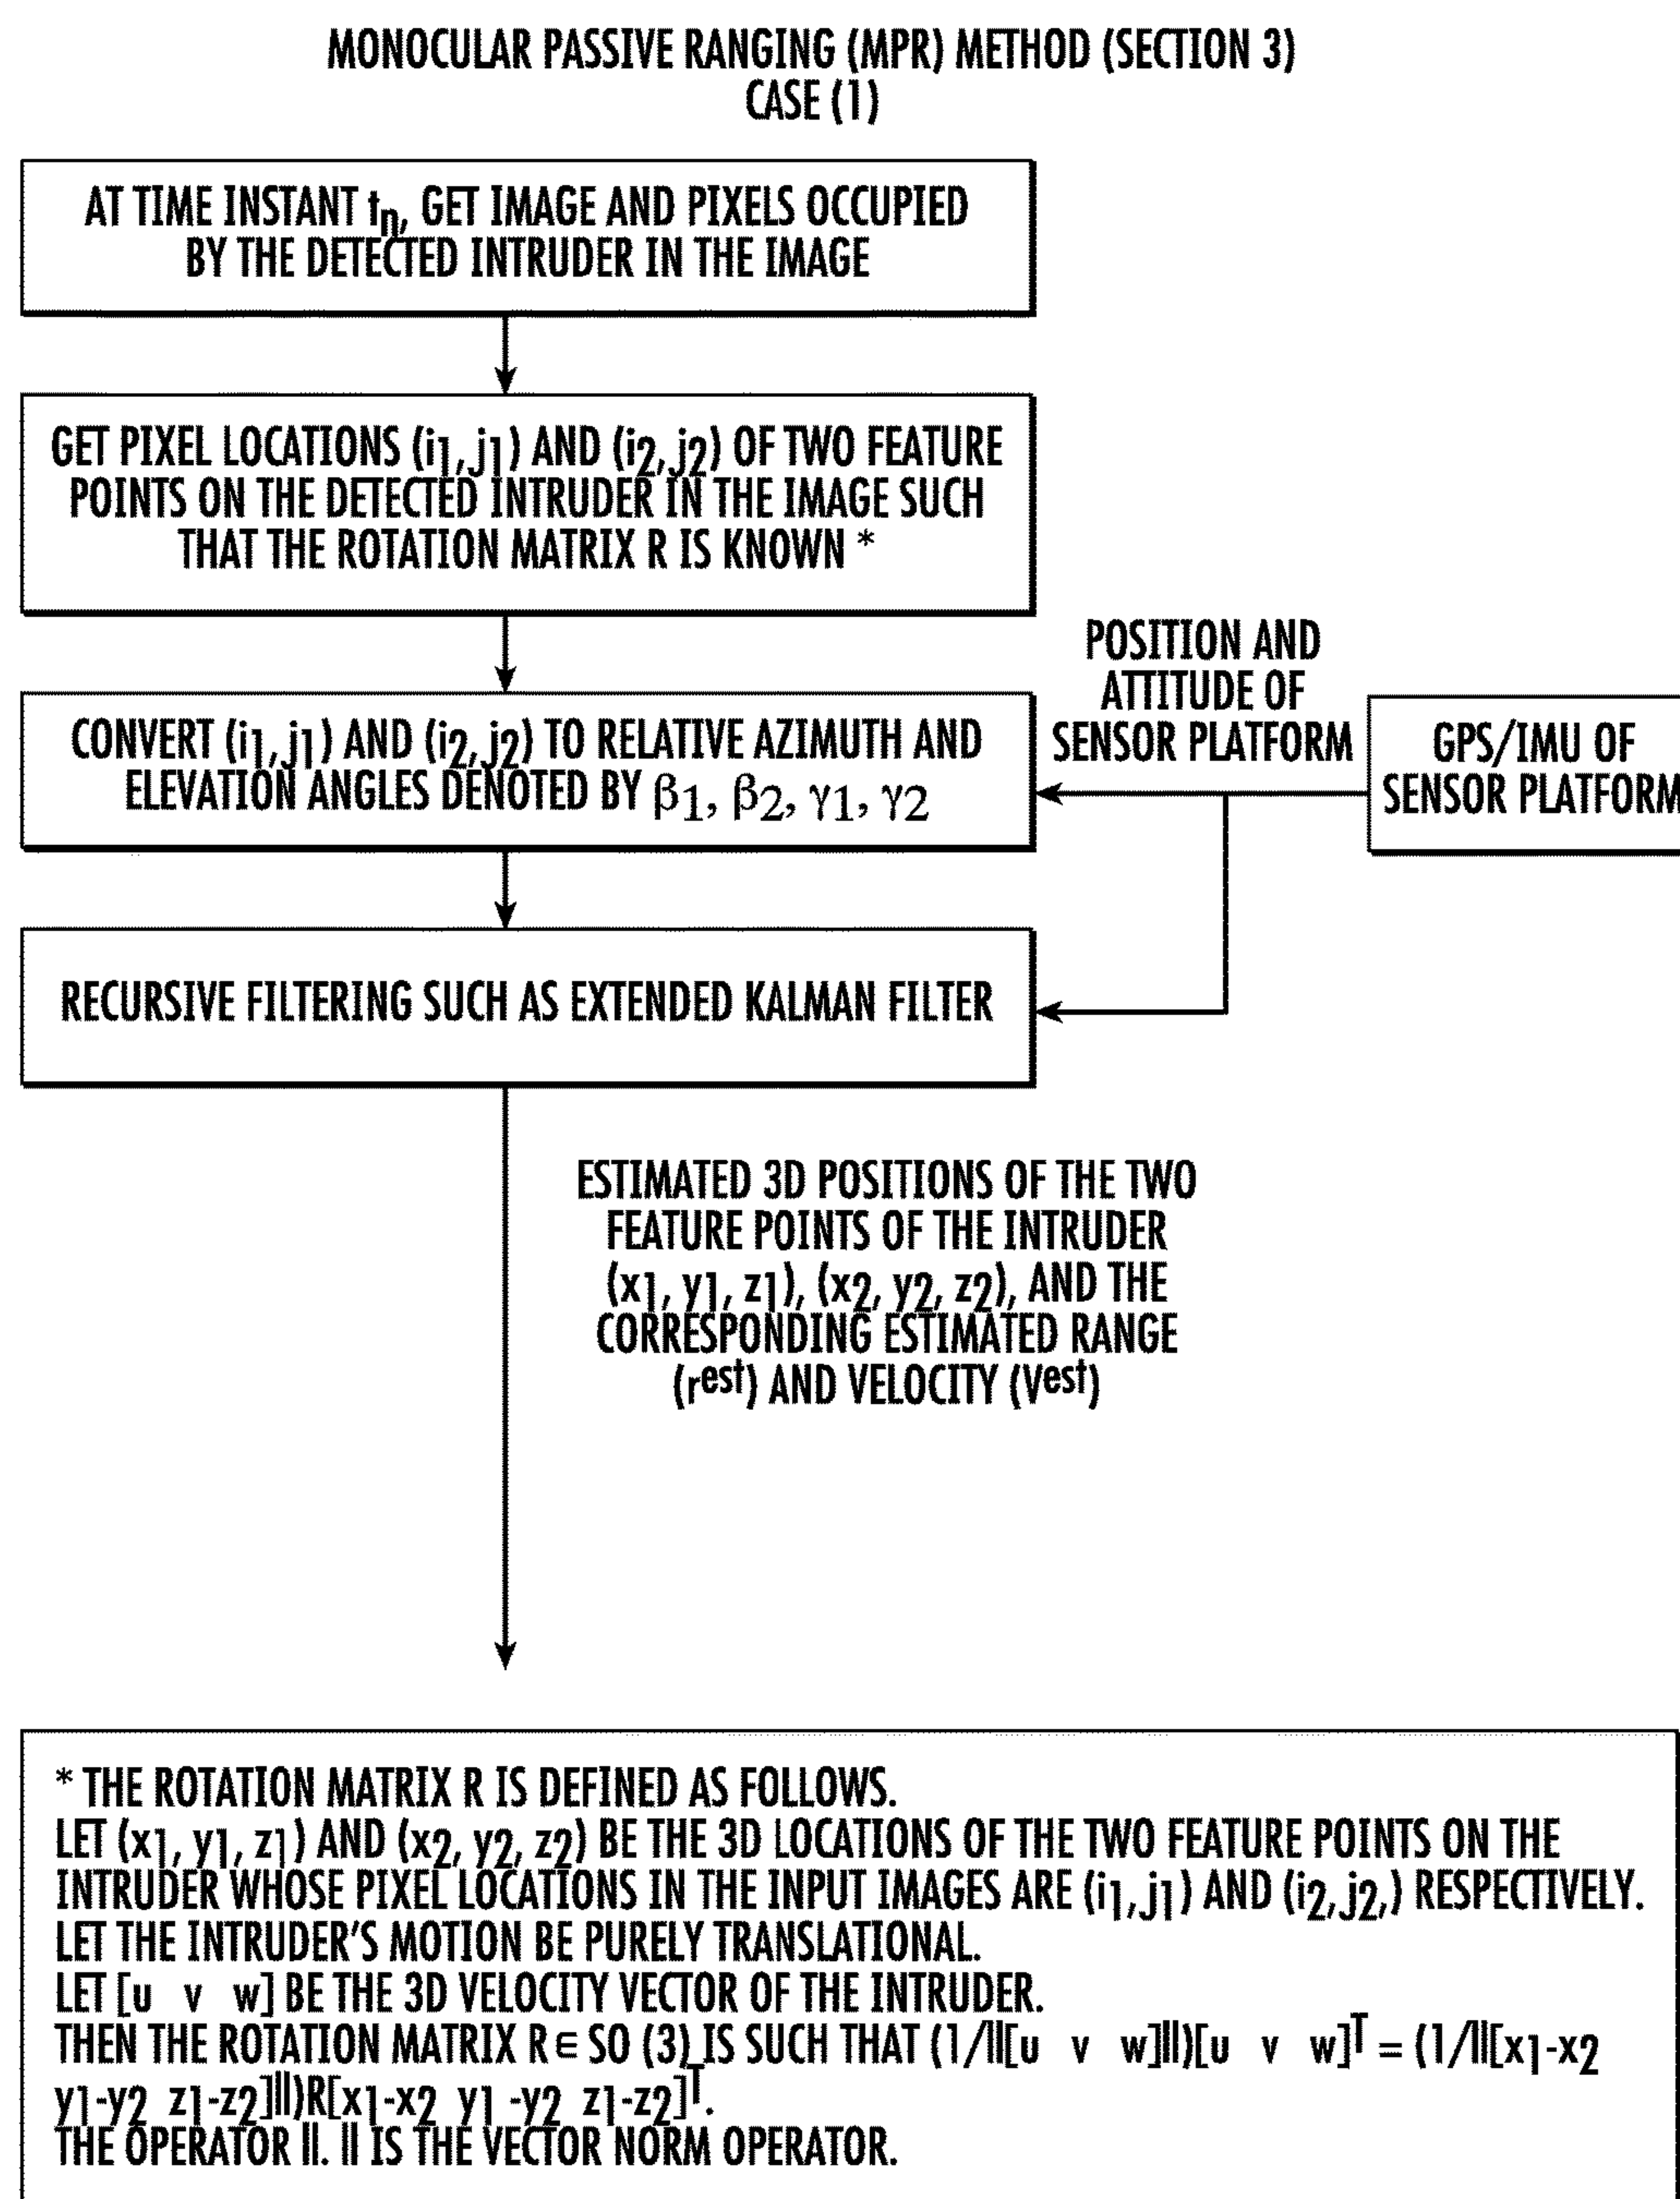 MONOCULAR PASSIVE RANGING (MPR) METHOD (SECTION 3)
CASE (1)
AT TIME INSTANT tn, GET IMAGE AND PIXELS OCCUPIED
BY THE DETECTED INTRUDER IN THE IMAGE
GET PIXEL LOCATIONS (i1,j1) AND (i2,j2) OF TWO FEATURE
POINTS ON THE DETECTED INTRUDER IN THE IMAGE SUCH
THAT THE ROTATION MATRIX R IS KNOWN *
CONVERT (i1,j1) AND (i2,j2) TO RELATIVE AZIMUTH AND
ELEVATION ANGLES DENOTED BY β1, β2, γ1, γ2
POSITION AND
ATTITUDE OF
SENSOR PLATFORM
GPS/IMU OF
SENSOR PLATFORM
RECURSIVE FILTERING SUCH AS EXTENDED KALMAN FILTER
ESTIMATED 3D POSITIONS OF THE TWO
FEATURE POINTS OF THE INTRUDER
(x1, y1, z1), (x2, y2, z2), AND THE
CORRESPONDING ESTIMATED RANGE
(rest) AND VELOCITY (Vest)
* THE ROTATION MATRIX R IS DEFINED AS FOLLOWS.
LET (x1, y1, z1) AND (x2, y2, z2) BE THE 3D LOCATIONS OF THE TWO FEATURE POINTS ON THE
INTRUDER WHOSE PIXEL LOCATIONS IN THE INPUT IMAGES ARE (i1,j1) AND (i2,j2,) RESPECTIVELY.
LET THE INTRUDER'S MOTION BE PURELY TRANSLATIONAL.
LET [u v w] BE THE 3D VELOCITY VECTOR OF THE INTRUDER.
THEN THE ROTATION MATRIX R ∈ SO (3) IS SUCH THAT (1/||[u v w]||)[u v w]T = (1/||[x1-x2
y1-y2 z1-z2]||)R[x1-x2 y1 -y2 z1-z2]T.
THE OPERATOR ||. || IS THE VECTOR NORM OPERATOR.